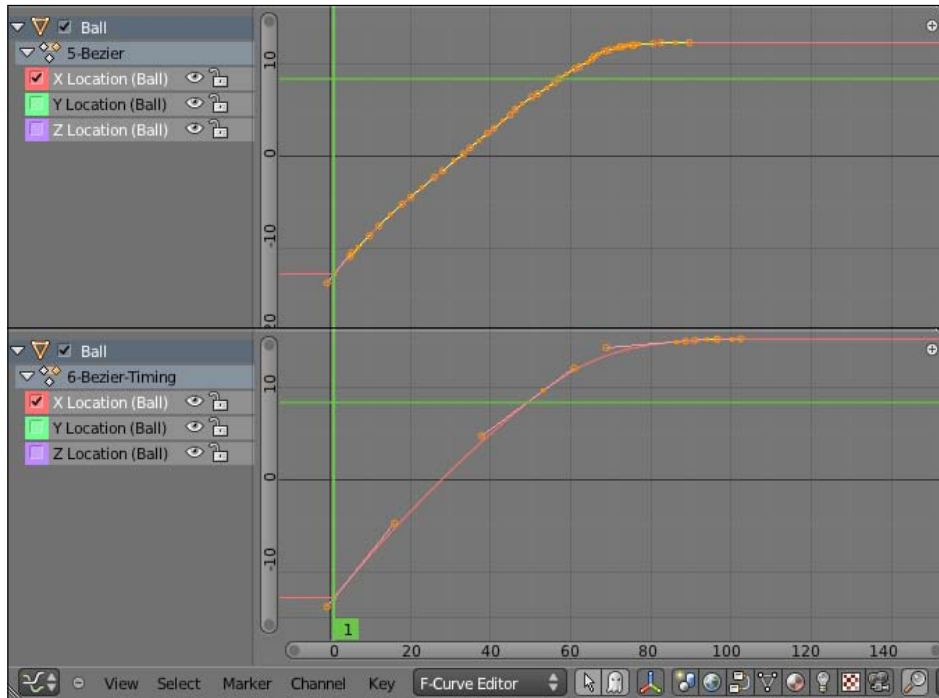 Ball
5-Bezier
X Location (Ball)
Y Location (Ball)
Z Location (Ball)
10
0
-10
20
Ball
6-Bezier-Timing
X Location (Ball)
Y Location (Ball)
Z Location (Ball)
10
0
-10
1
0 20 40 60 80 100 120 140
View Select Marker Channel Key F-Curve Editor